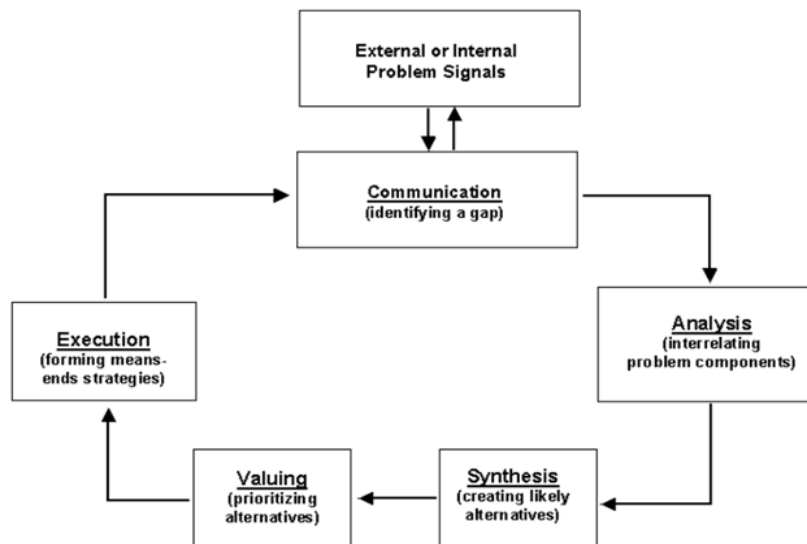 External or Internal
Problem Signals
Communication
(identifying a gap)
Analysis
(interrelating
problem components)
Execution
(forming means-
ends strategies)
Synthesis
(creating likely
alternatives)
Valuing
(prioritizing
alternatives)